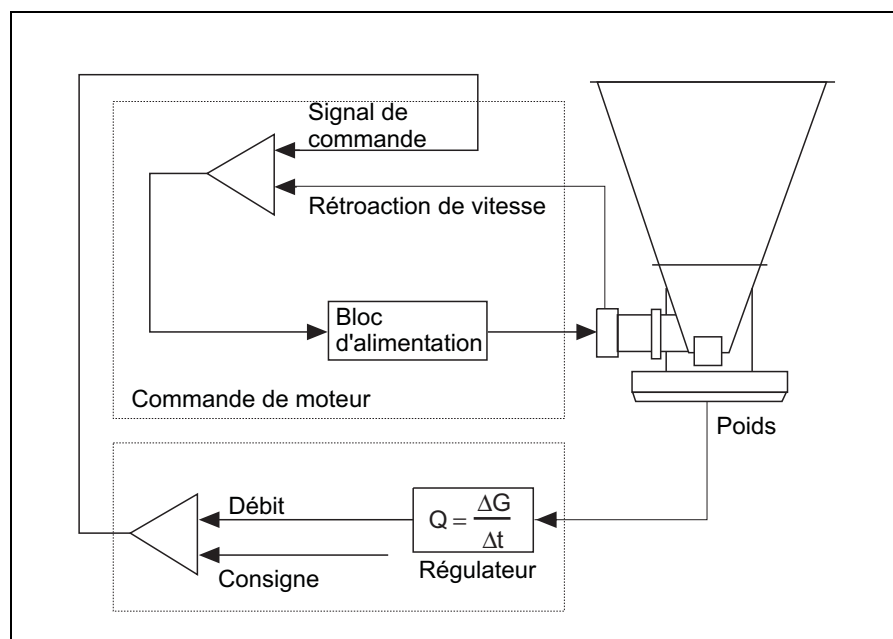 Signal de
commande
Rétroaction de vitesse
Bloc
d'alimentation
Commande de moteur
Poids
Débit
Q = ΔG
Δt
Consigne
Régulateur